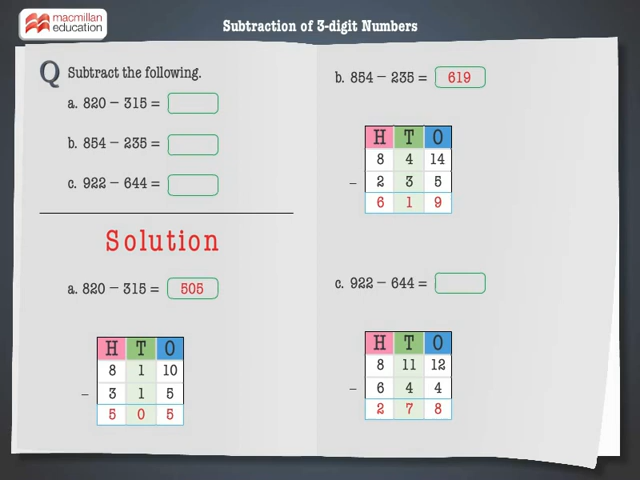 macmillan
education
Subtraction of 3-digit Numbers
Q Subtract the following.
a. 820 − 315 =
b. 854 − 235 =
c. 922 − 644 =
Solution
a. 820 − 315 = 505
H T O
8 1 10
− 3 1 5
5 0 5
b. 854 − 235 = 619
H T O
8 4 14
− 2 3 5
6 1 9
c. 922 − 644 =
H T O
8 11 12
− 6 4 4
2 7 8